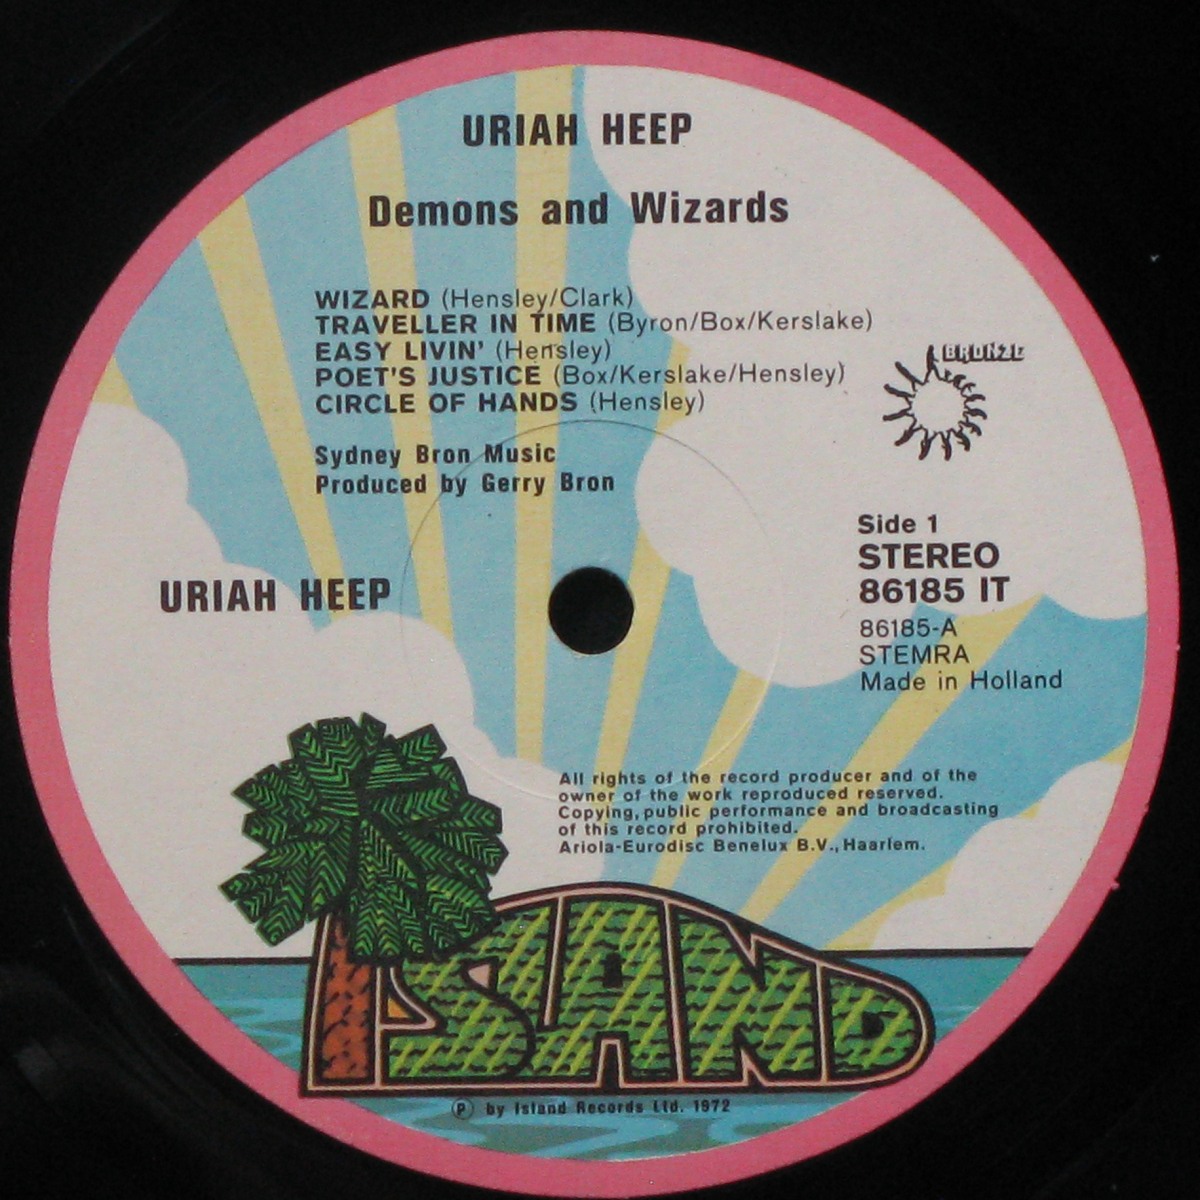 URIAH HEEP
Demons and Wizards
WIZARD (Hensley/Clark)
TRAVELLER IN TIME (Byron/Box/Kerslake)
EASY LIVIN' (Hensley)
POET'S JUSTICE (Box/Kerslake/Hensley)
CIRCLE OF HANDS (Hensley)
BRONZE
Sydney Bron Music
Produced by Gerry Bron
Side 1
STEREO
86185 IT
86185-A
STEMRA
Made in Holland
URIAH HEEP
All rights of the record producer and of the
owner of the work reproduced reserved.
Copying, public performance and broadcasting
of this record prohibited.
Ariola-Eurodisc Benelux B.V., Haarlem.
ISLAND
℗ by Island Records Ltd. 1972